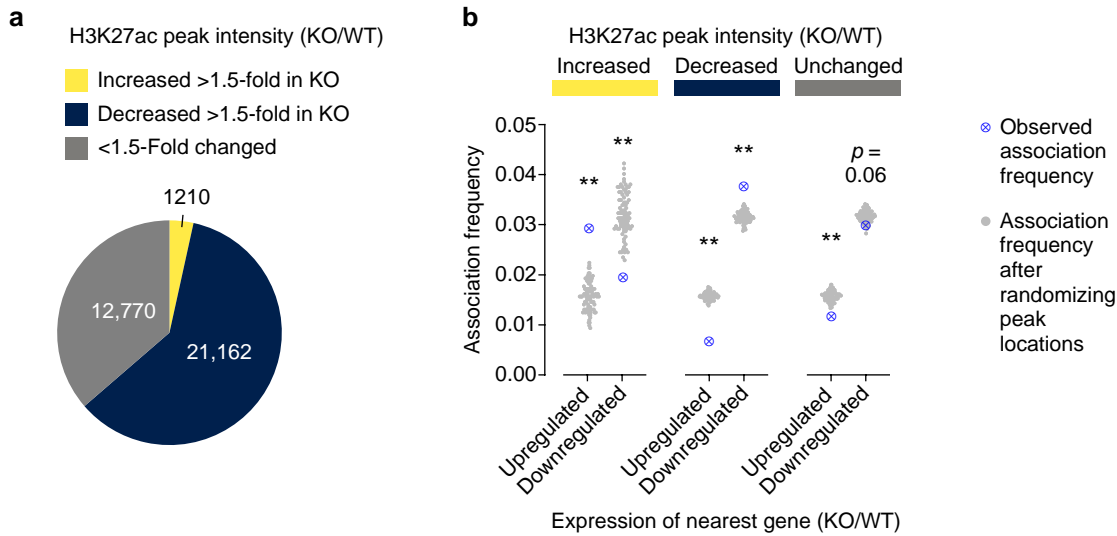 a
H3K27ac peak intensity (KO/WT)
Increased >1.5-fold in KO
Decreased >1.5-fold in KO
<1.5-Fold changed
1210
12,770
21,162
b
H3K27ac peak intensity (KO/WT)
Increased
Decreased
Unchanged
Association frequency
0.05
0.04
0.03
0.02
0.01
0.00
**
**
**
**
**
p =
0.06
Upregulated
Downregulated
Upregulated
Downregulated
Upregulated
Downregulated
Expression of nearest gene (KO/WT)
Observed
association
frequency
Association
frequency
after
randomizing
peak
locations